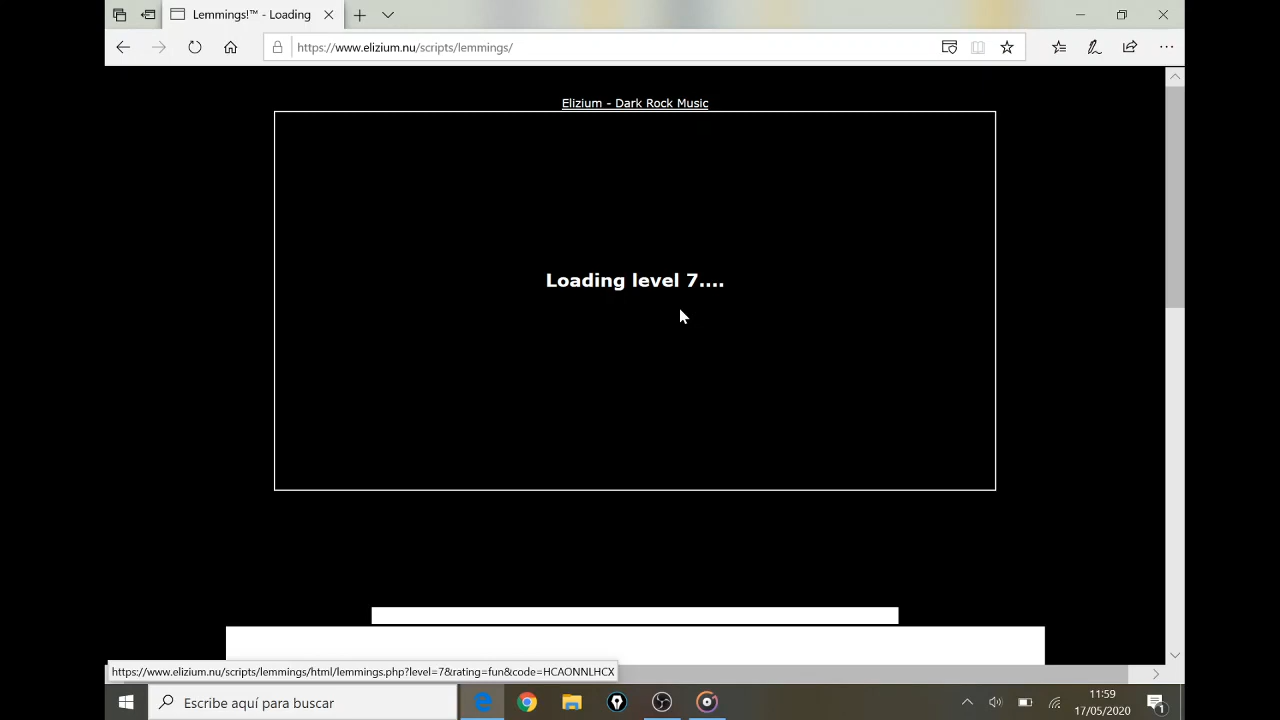 Lemmings!™ - Loading
https://www.elizium.nu/scripts/lemmings/
Elizium - Dark Rock Music
Loading level 7....
https://www.elizium.nu/scripts/lemmings/html/lemmings.php?level=7&rating=fun&code=HCAONNLHCX
Escribe aquí para buscar
11:59
17/05/2020
1